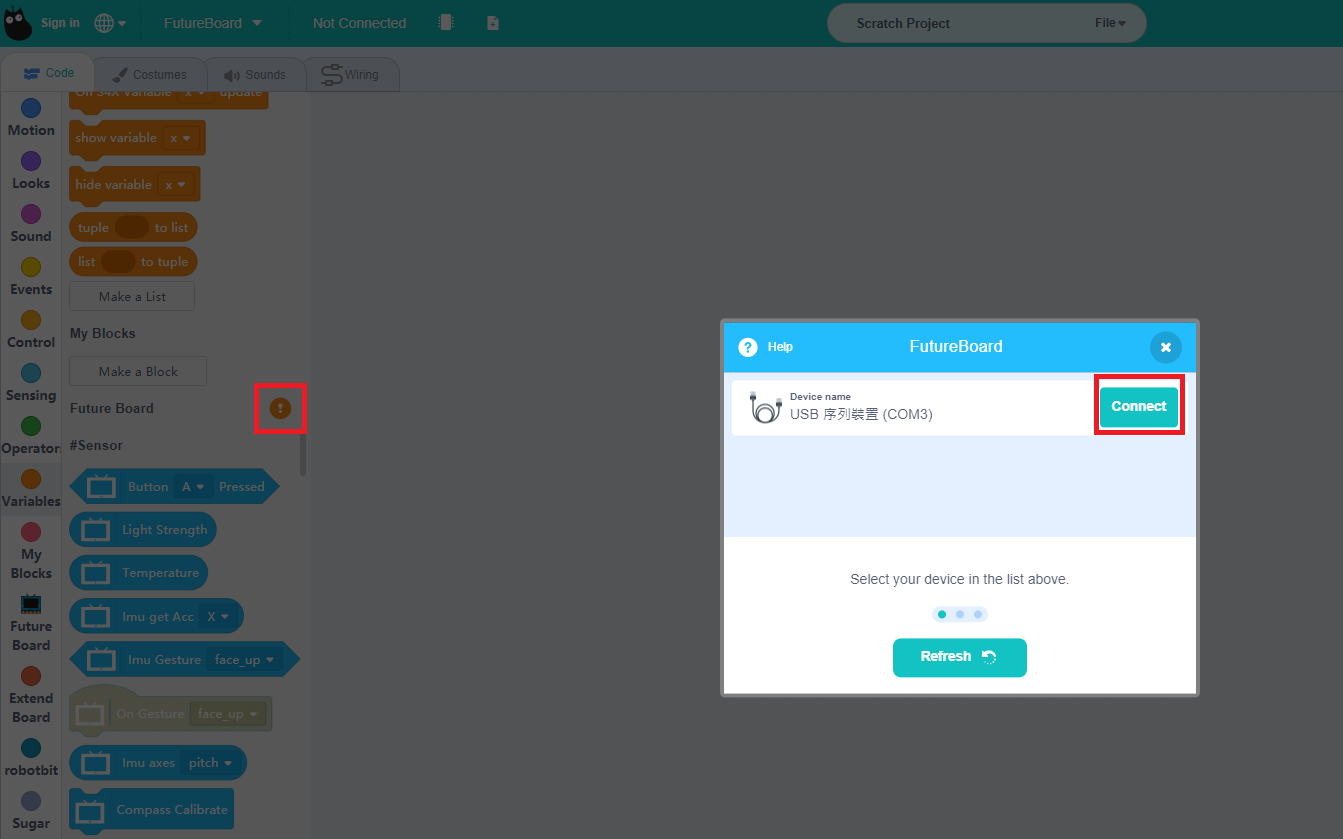 Sign in
FutureBoard
Not Connected
Scratch Project
File
Code
Costumes
Sounds
Wiring
Motion
Looks
Sound
Events
Control
Sensing
Operator
Variables
My
Blocks
Future
Board
Extend
Board
robotbit
Sugar
On 34X Variable x update
show variable x
hide variable x
tuple to list
list to tuple
Make a List
My Blocks
Make a Block
Future Board !
#Sensor
Button A Pressed
Light Strength
Temperature
Imu get Acc X
Imu Gesture face_up
On Gesture face_up
Imu axes pitch
Compass Calibrate
? Help
FutureBoard
Device name
USB 序列裝置 (COM3)
Connect
Select your device in the list above.
Refresh